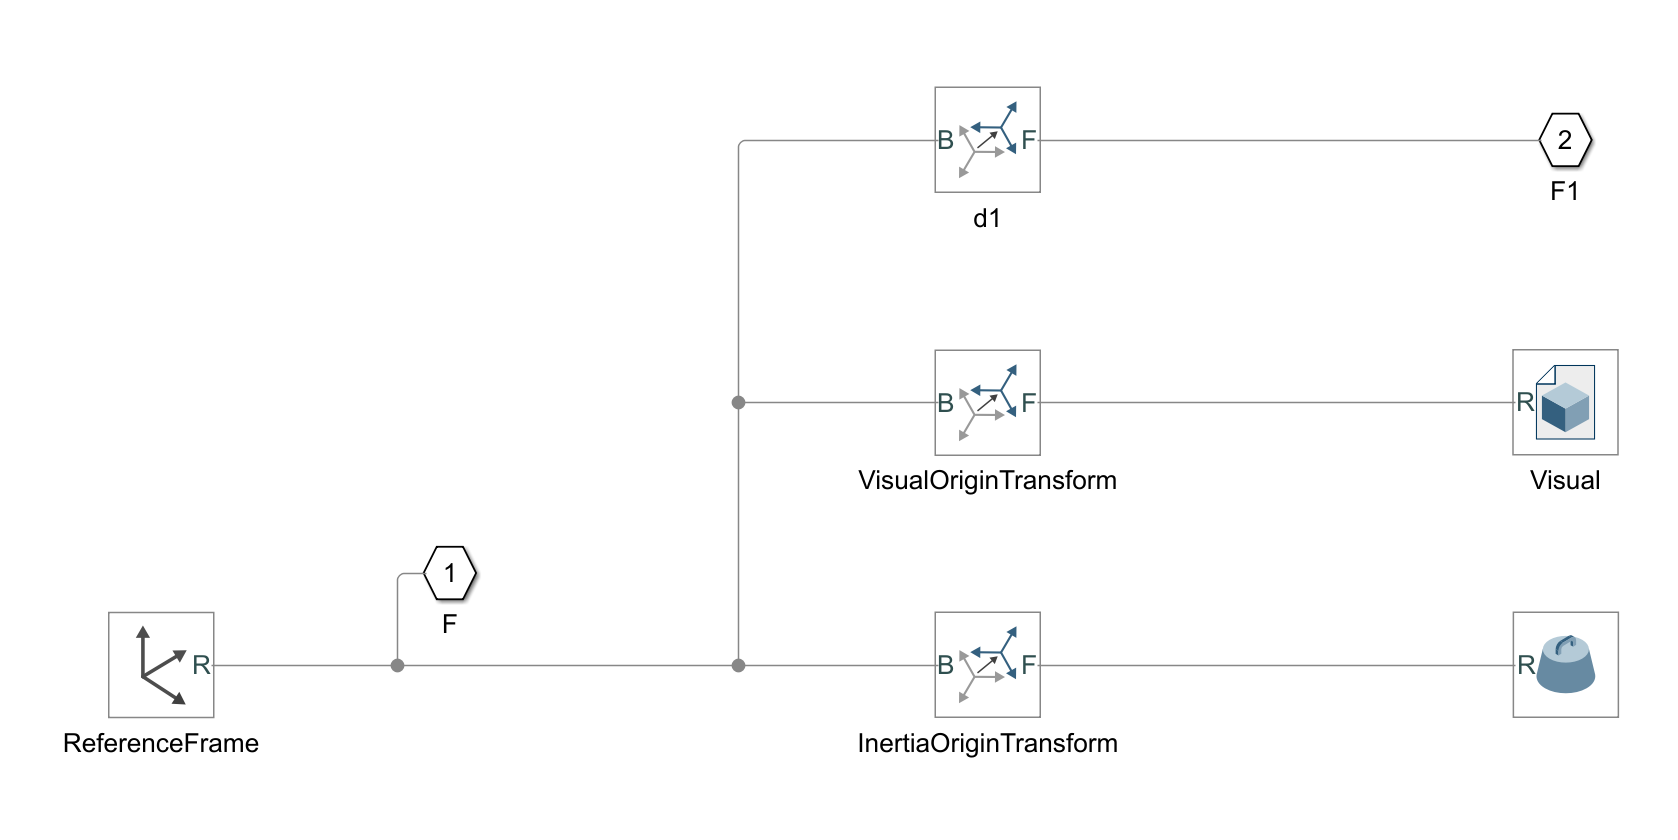 B F
2
F1
d1
B F
R
VisualOriginTransform
Visual
1
F
R
B F
R
ReferenceFrame
InertiaOriginTransform